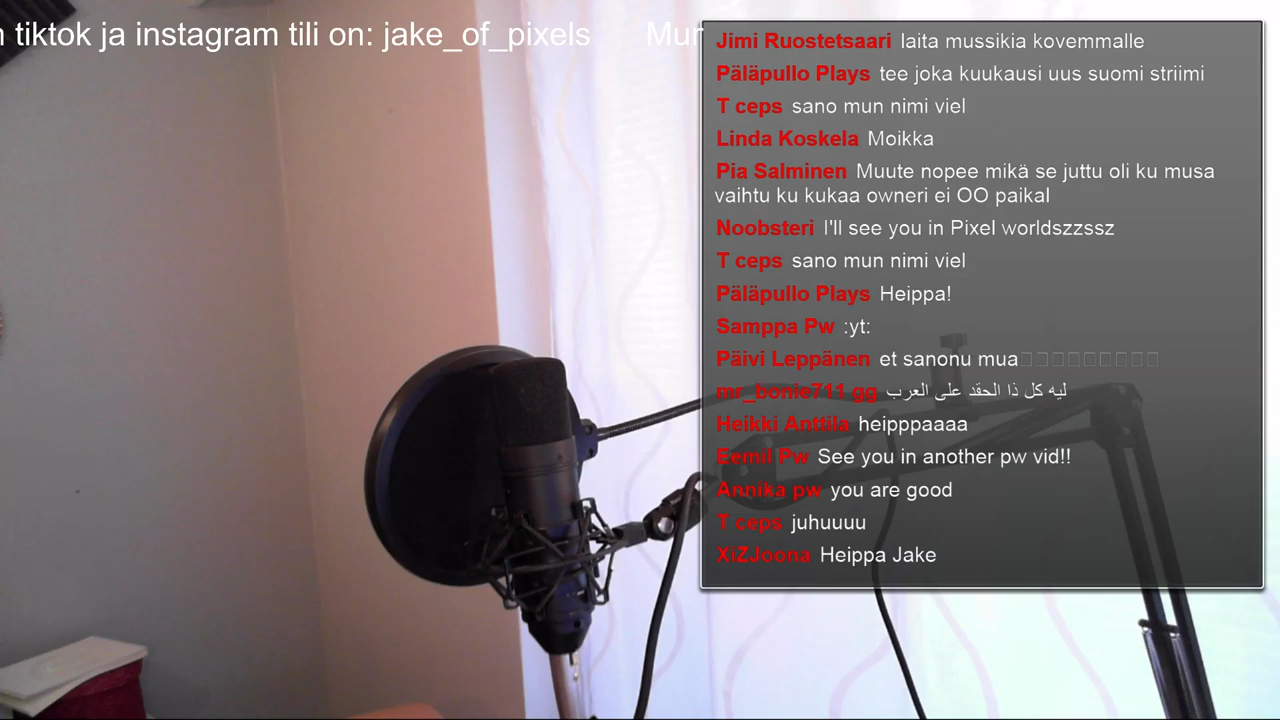 tiktok ja instagram tili on: jake_of_pixels
Jimi Ruostetsaari laita mussikia kovemmalle
Päläpullo Plays tee joka kuukausi uus suomi striimi
T ceps sano mun nimi viel
Linda Koskela Moikka
Pia Salminen Muute nopee mikä se juttu oli ku musa
vaihtu ku kukaa owneri ei OO paikal
Noobsteri I'll see you in Pixel worldszzssz
T ceps sano mun nimi viel
Päläpullo Plays Heippa!
Samppa Pw :yt:
Päivi Leppänen et sanonu mua
mr_bonie711 gg ليه كل ذا الحقد على العرب
Heikki Anttila heipppaaaa
Eemil Pw See you in another pw vid!!
Annika pw you are good
T ceps juhuuuu
XiZJoona Heippa Jake